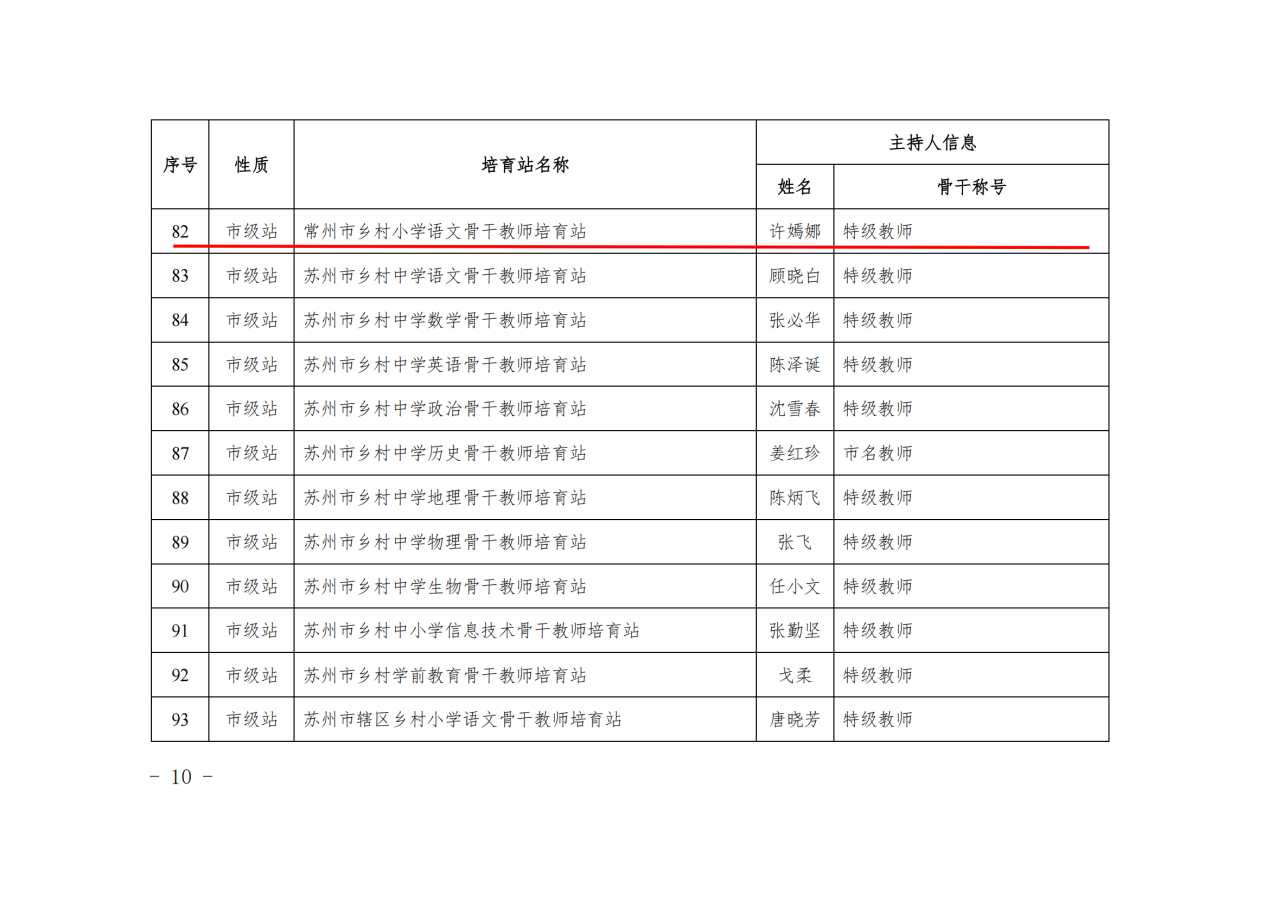 序号 性质 培育站名称 主持人信息
姓名 骨干称号
82 市级站 常州市乡村小学语文骨干教师培育站 许嫣娜 特级教师
83 市级站 苏州市乡村中学语文骨干教师培育站 顾晓白 特级教师
84 市级站 苏州市乡村中学数学骨干教师培育站 张必华 特级教师
85 市级站 苏州市乡村中学英语骨干教师培育站 陈泽诞 特级教师
86 市级站 苏州市乡村中学政治骨干教师培育站 沈雪春 特级教师
87 市级站 苏州市乡村中学历史骨干教师培育站 姜红珍 市名教师
88 市级站 苏州市乡村中学地理骨干教师培育站 陈炳飞 特级教师
89 市级站 苏州市乡村中学物理骨干教师培育站 张飞 特级教师
90 市级站 苏州市乡村中学生物骨干教师培育站 任小文 特级教师
91 市级站 苏州市乡村中小学信息技术骨干教师培育站 张勤坚 特级教师
92 市级站 苏州市乡村学前教育骨干教师培育站 戈柔 特级教师
93 市级站 苏州市辖区乡村小学语文骨干教师培育站 唐晓芳 特级教师
- 10 -